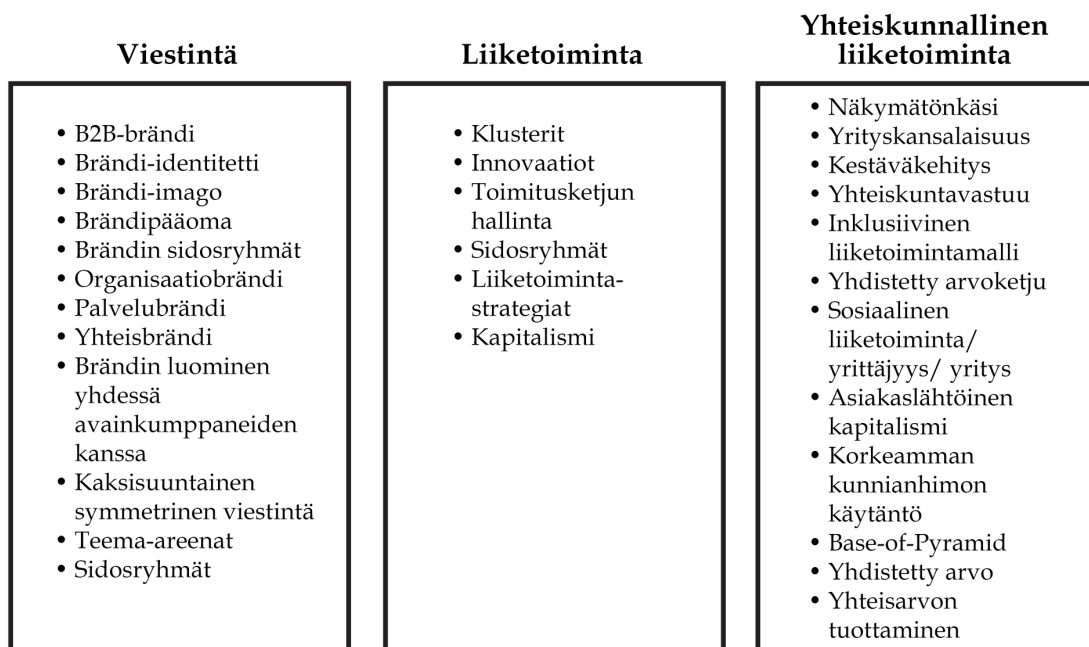 Viestintä
• B2B-brändi
• Brändi-identitetti
• Brändi-imago
• Brändipääoma
• Brändin sidosryhmät
• Organisaatiobrändi
• Palvelubrändi
• Yhteisbrändi
• Brändin luominen
yhdessä
avainkumppaneiden
kanssa
• Kaksisuuntainen
symmetrinen viestintä
• Teema-areenat
• Sidosryhmät
Liiketoiminta
• Klusterit
• Innovaatiot
• Toimitusketjun
hallinta
• Sidosryhmät
• Liiketoiminta-
strategiat
• Kapitalismi
Yhteiskunnallinen
liiketoiminta
• Näkymätönkäsi
• Yrityskansalaisuus
• Kestäväkehitys
• Yhteiskuntavastuu
• Inklusiivinen
liiketoimintamalli
• Yhdistetty arvoketju
• Sosiaalinen
liiketoiminta/
yrittäjyys/ yritys
• Asiakaslähtöinen
kapitalismi
• Korkeamman
kunnianhimon
käytäntö
• Base-of-Pyramid
• Yhdistetty arvo
• Yhteisarvon
tuottaminen